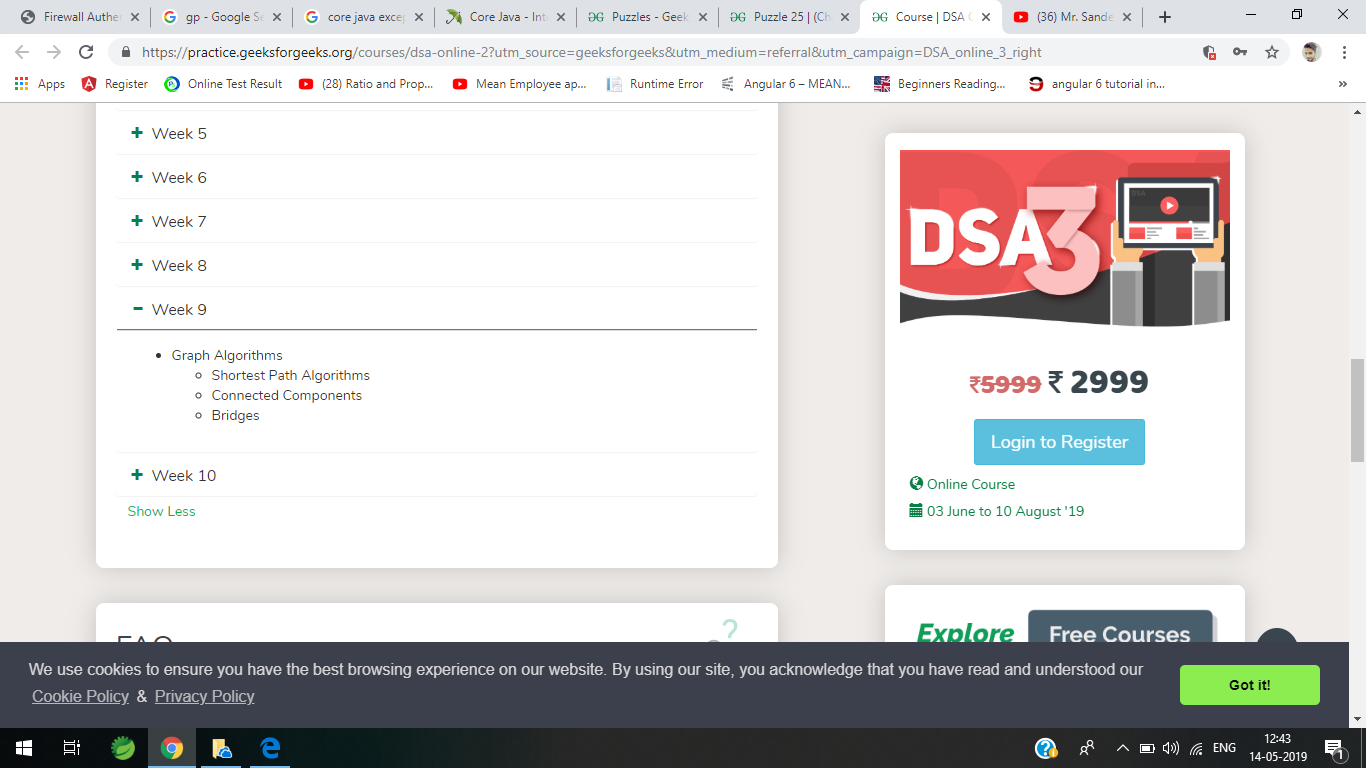 Firewall Authe
gp - Google Se
core java excep
Core Java - Int
Puzzles - Geek
Puzzle 25 | (Ch
Course | DSA
(36) Mr. Sande
https://practice.geeksforgeeks.org/courses/dsa-online-2?utm_source=geeksforgeeks&utm_medium=referral&utm_campaign=DSA_online_3_right
Apps
Register
Online Test Result
(28) Ratio and Prop...
Mean Employee ap...
Runtime Error
Angular 6 – MEAN...
Beginners Reading...
angular 6 tutorial in...
»
+ Week 5
+ Week 6
+ Week 7
+ Week 8
− Week 9
• Graph Algorithms
◦ Shortest Path Algorithms
◦ Connected Components
◦ Bridges
+ Week 10
Show Less
DSA 3
₹5999 ₹ 2999
Login to Register
Online Course
03 June to 10 August '19
FAQ
?
Explore
Free Courses
We use cookies to ensure you have the best browsing experience on our website. By using our site, you acknowledge that you have read and understood our
Cookie Policy & Privacy Policy
Got it!
ENG
12:43
14-05-2019
1